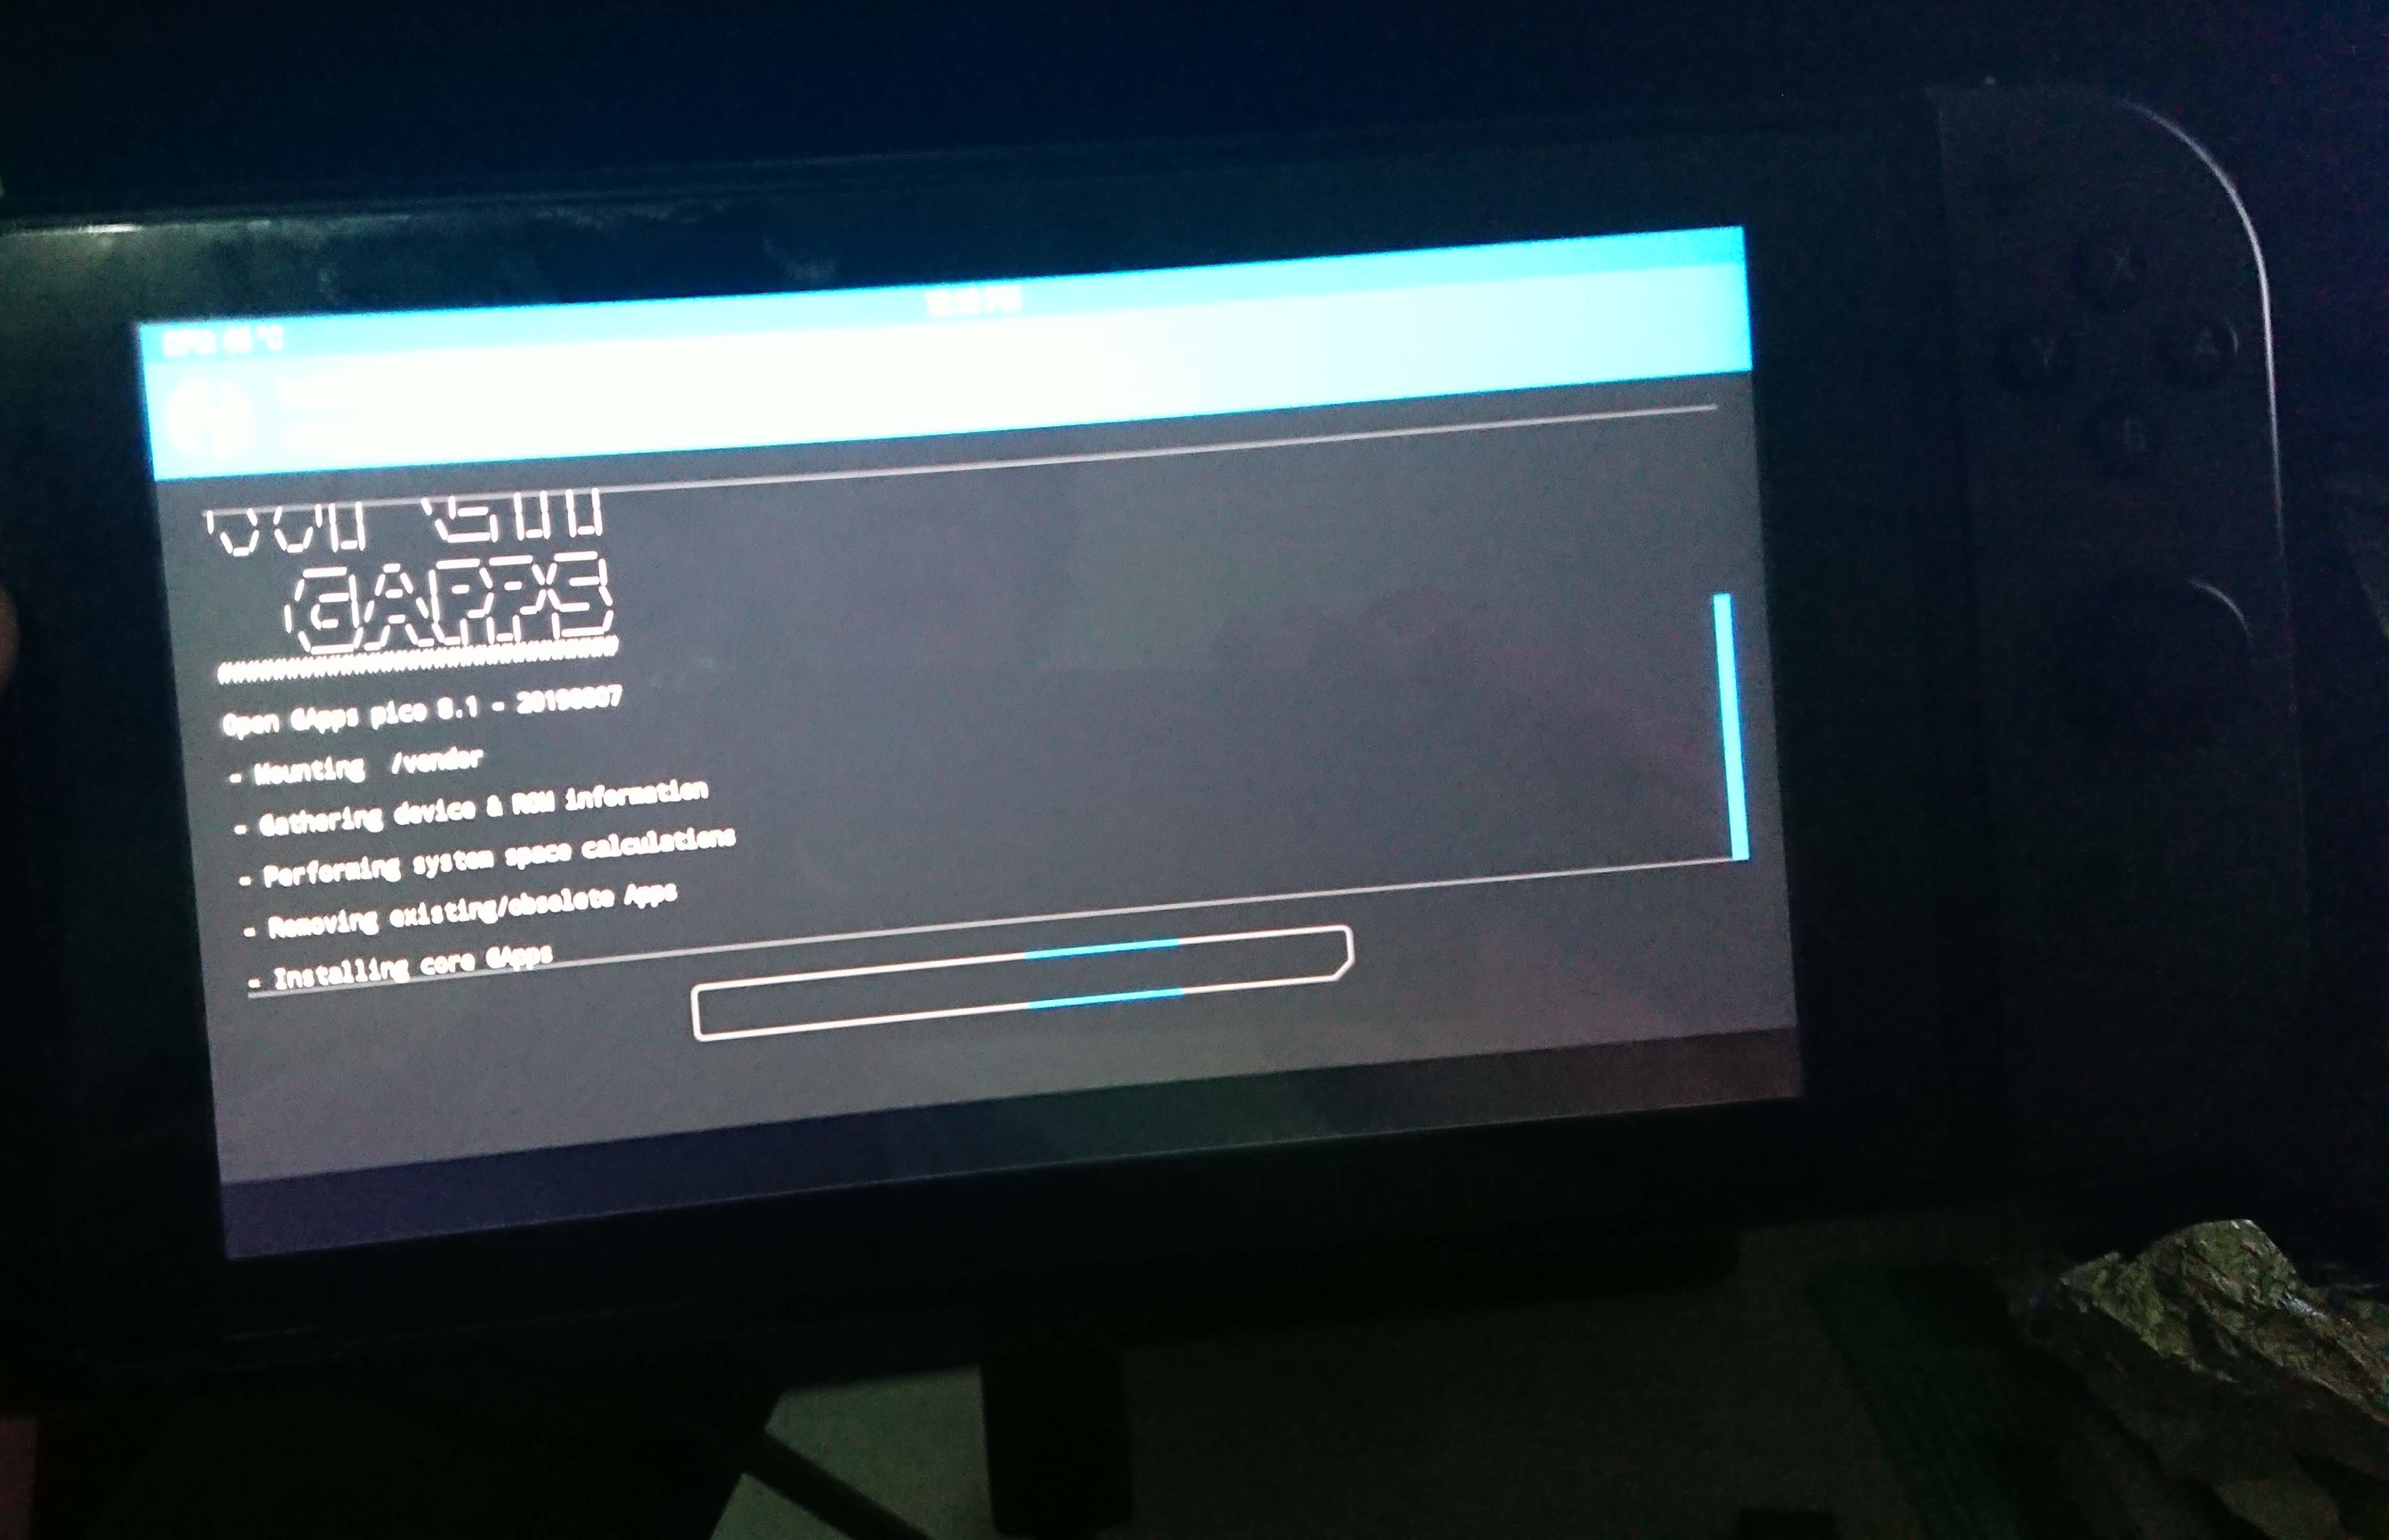 GAPPS
Open GApps pico 8.1 -
- Mounting /vendor
- Gathering device & ROM information
- Performing system space calculations
- Removing existing/obsolete Apps
- Installing core GApps
X
Y
A
B